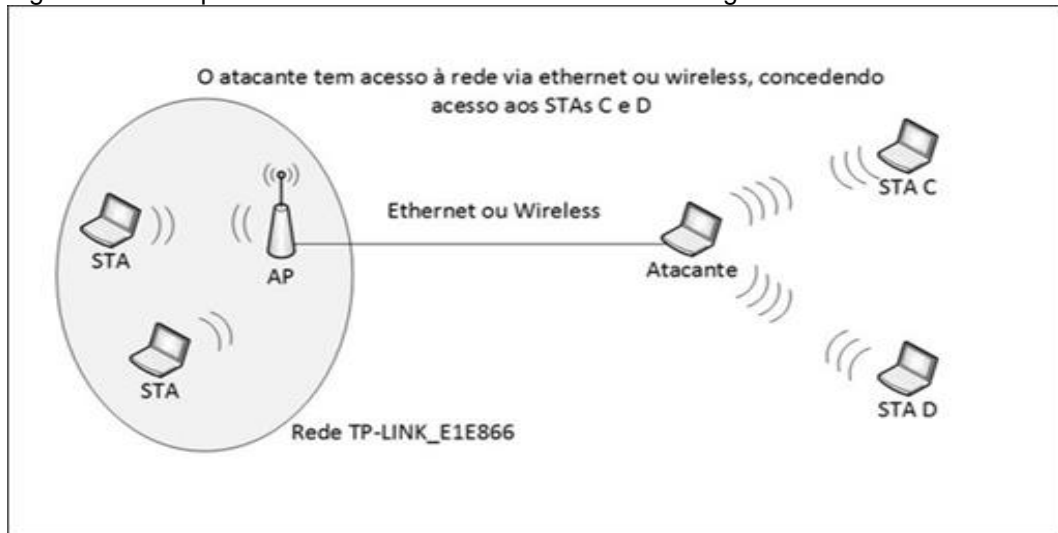 O atacante tem acesso à rede via ethernet ou wireless, concedendo
acesso aos STAs C e D
STA C
Ethernet ou Wireless
STA
AP
Atacante
STA
STA D
Rede TP-LINK_E1E866